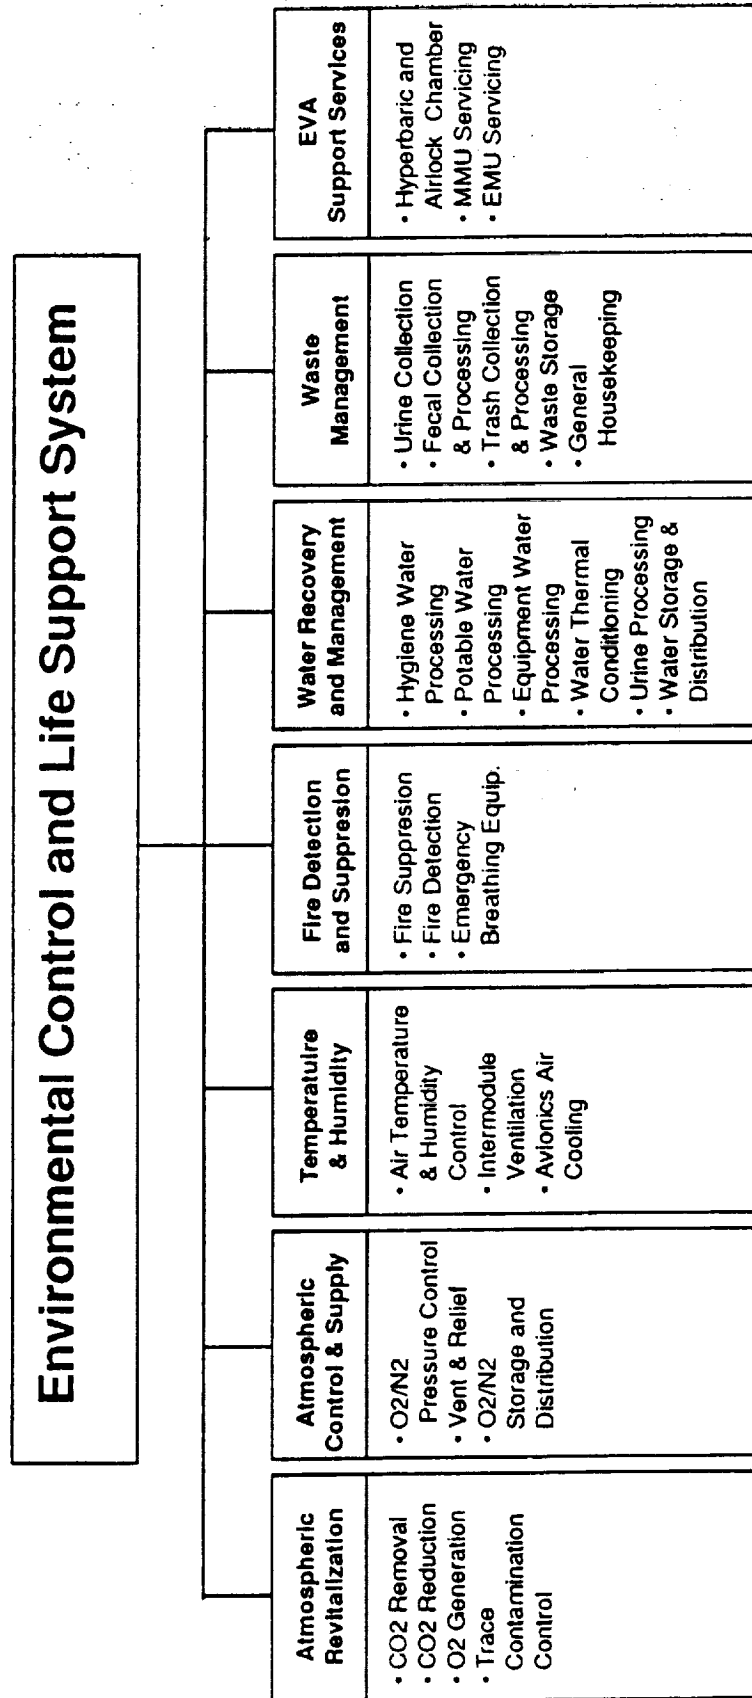 Environmental Control and Life Support System
Atmospheric
Revitalization
• CO2 Removal
• CO2 Reduction
• O2 Generation
• Trace
Contamination
Control
Atmospheric
Control & Supply
• O2/N2
Pressure Control
• Vent & Relief
• O2/N2
Storage and
Distribution
Temperatuire
& Humidity
• Air Temperature
& Humidity
Control
• Intermodule
Ventilation
• Avionics Air
Cooling
Fire Detection
and Suppresion
• Fire Suppresion
• Fire Detection
• Emergency
Breathing Equip.
Water Recovery
and Management
• Hygiene Water
Processing
• Potable Water
Processing
• Equipment Water
Processing
• Water Thermal
Conditioning
• Urine Processing
• Water Storage &
Distribution
Waste
Management
• Urine Collection
• Fecal Collection
& Processing
• Trash Collection
& Processing
• Waste Storage
• General
Housekeeping
EVA
Support Services
• Hyperbaric and
Airlock Chamber
• MMU Servicing
• EMU Servicing